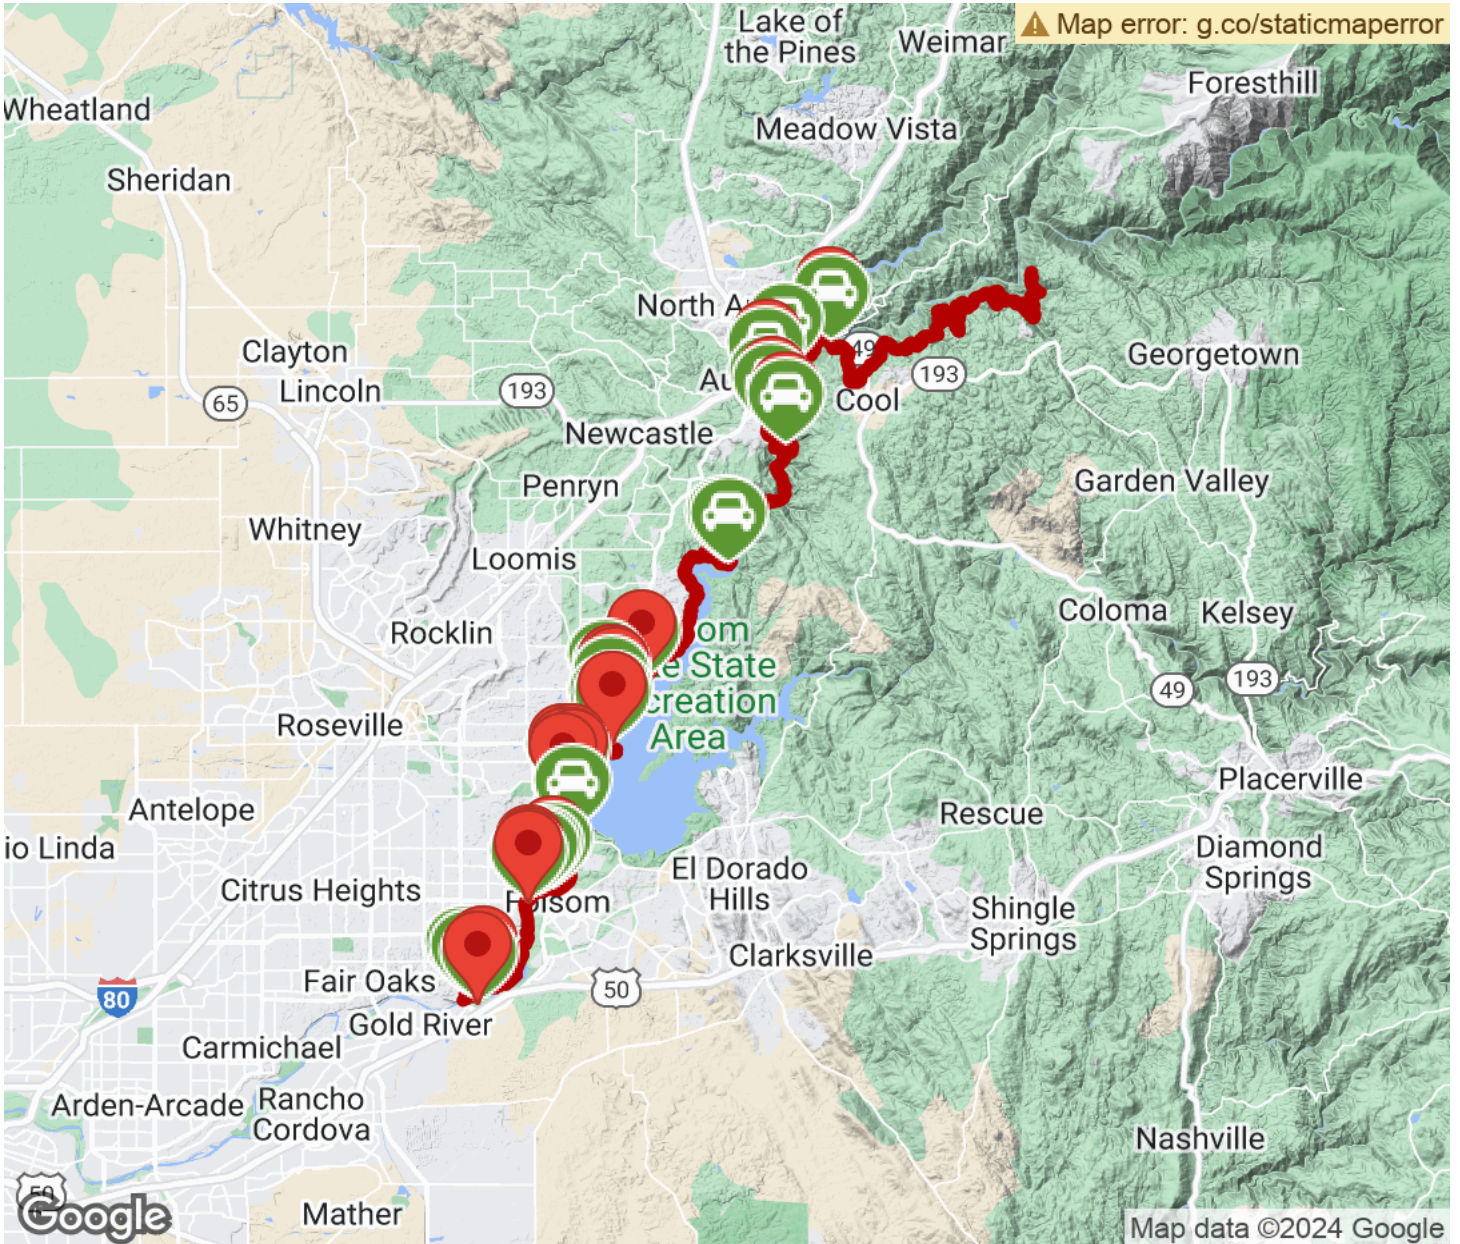 Map error: g.co/staticmaperror
Lake of
the Pines
Weimar
Foresthill
Wheatland
Meadow Vista
Sheridan
North A
Clayton
49
Georgetown
Lincoln
193
193
65
Au
Cool
Newcastle
Penryn
Garden Valley
Whitney
Loomis
Coloma
Kelsey
Rocklin
om
e State
creation
Area
193
49
Roseville
Placerville
Antelope
Rescue
io Linda
Diamond
Springs
El Dorado
Hills
Citrus Heights
Folsom
Shingle
Springs
Clarksville
Fair Oaks
80
50
Gold River
Carmichael
Arden-Arcade
Rancho
Cordova
Nashville
50
Google
Mather
Map data ©2024 Google